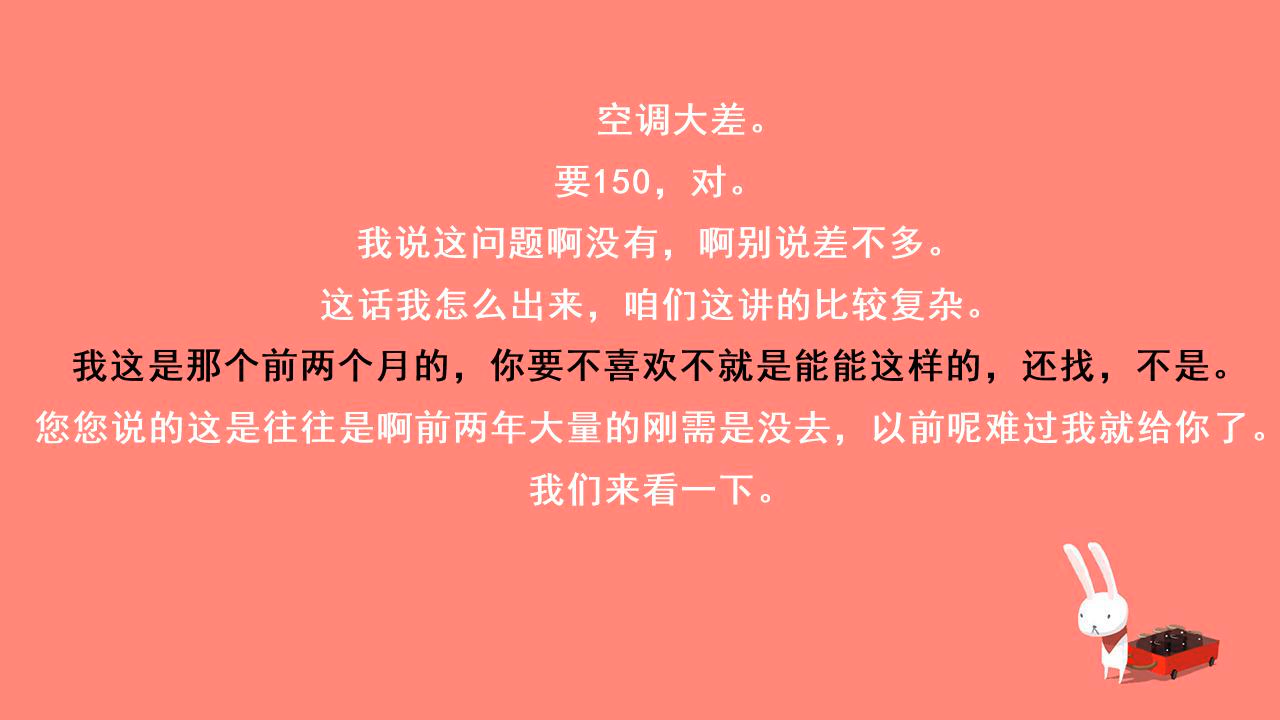 空调大差。
要150，对。
我说这问题啊没有，啊别说差不多。
这话我怎么出来，咱们这讲的比较复杂。
我这是那个前两个月的，你要不喜欢不就是能能这样的，还找，不是。
您您说的这是往往是啊前两年大量的刚需是没去，以前呢难过我就给你了。
我们来看一下。